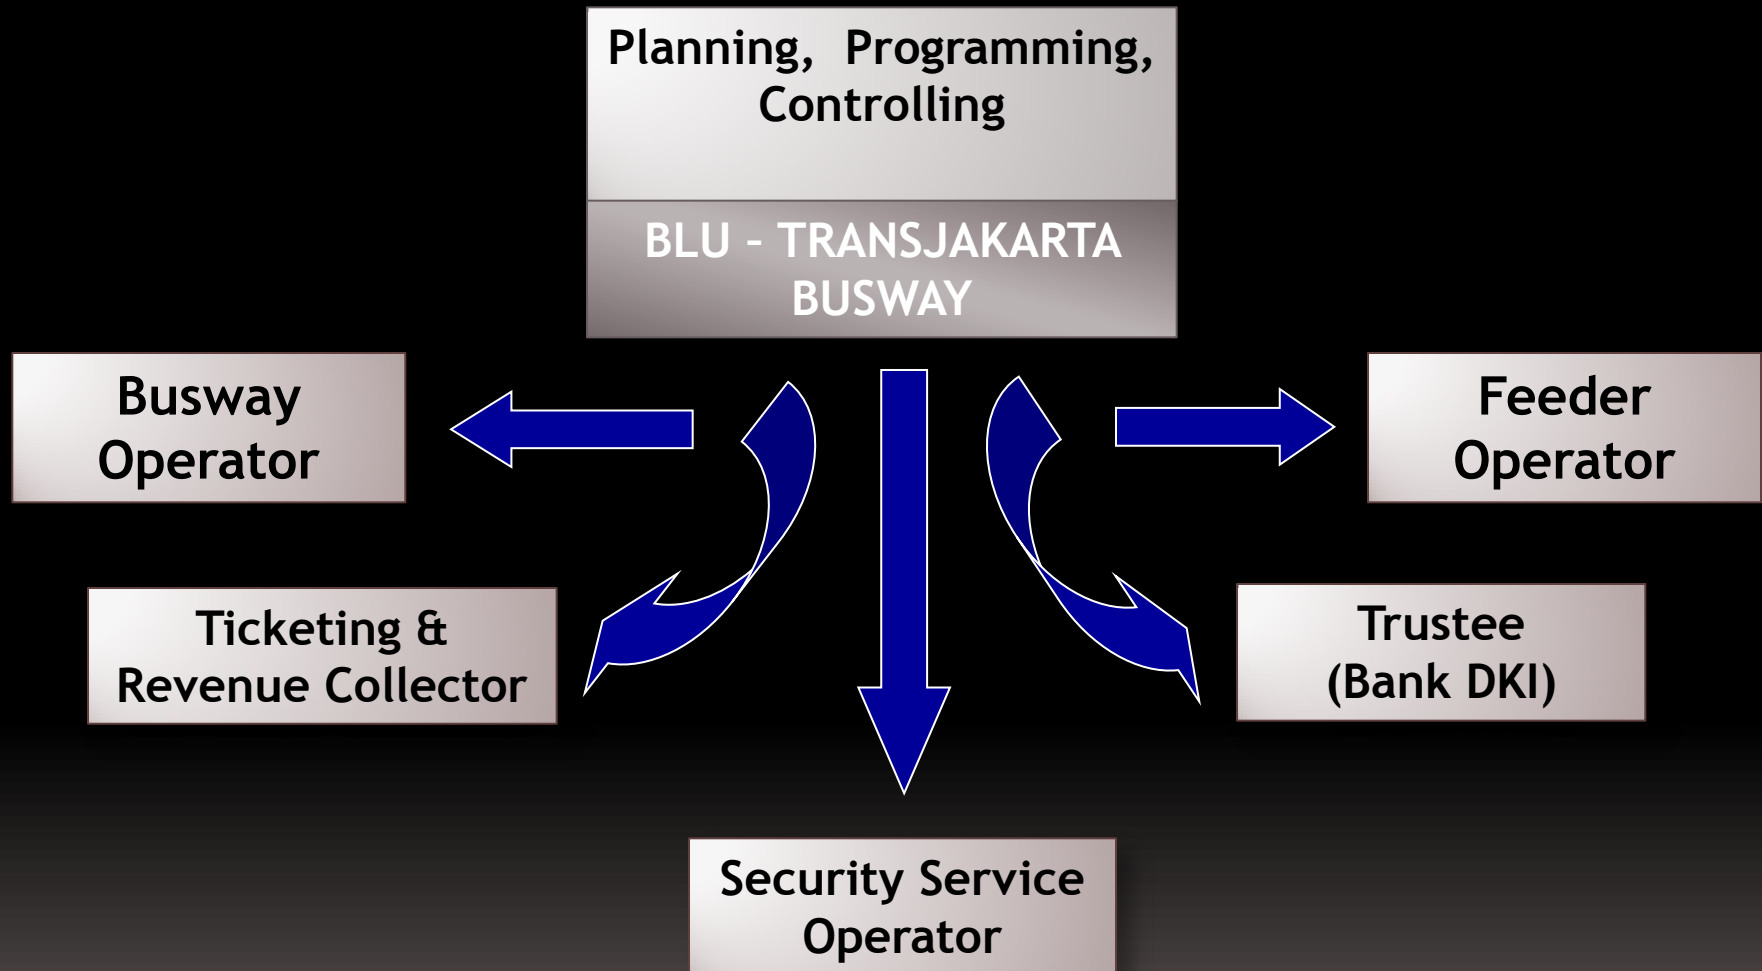 Planning, Programming,
Controlling
BLU – TRANSJAKARTA
BUSWAY
Busway
Operator
Feeder
Operator
Ticketing &
Revenue Collector
Trustee
(Bank DKI)
Security Service
Operator